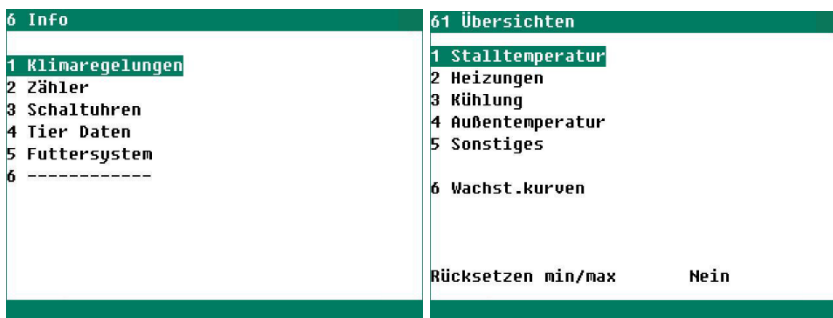 6 Info
1 Klimaregelungen
2 Zähler
3 Schaltuhren
4 Tier Daten
5 Futtersystem
6 ------------
61 Übersichten
1 Stalltemperatur
2 Heizungen
3 Kühlung
4 Außentemperatur
5 Sonstiges
6 Wachst.kurven
Rücksetzen min/max Nein